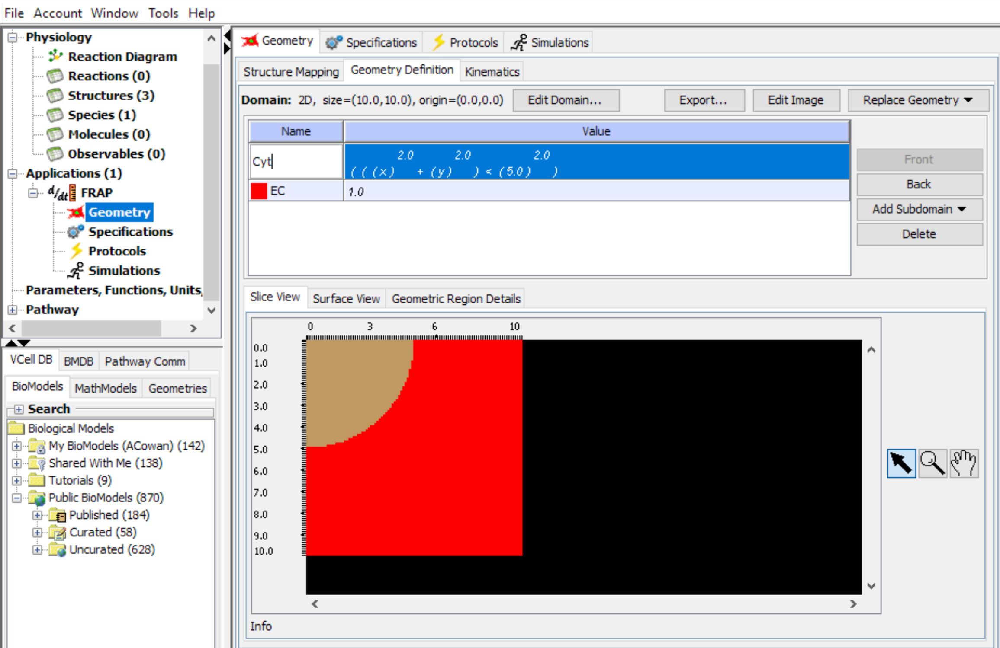 File Account Window Tools Help
Physiology
Reaction Diagram
Reactions (0)
Structures (3)
Species (1)
Molecules (0)
Observables (0)
Applications (1)
d/dt FRAP
Geometry
Specifications
Protocols
Simulations
Parameters, Functions, Units,
Pathway
VCell DB BMDB Pathway Comm
BioModels MathModels Geometries
Search
Biological Models
My BioModels (ACowan) (142)
Shared With Me (138)
Tutorials (9)
Public BioModels (870)
Published (184)
Curated (58)
Uncurated (628)
Geometry Specifications Protocols Simulations
Structure Mapping Geometry Definition Kinematics
Domain: 2D, size=(10.0,10.0), origin=(0.0,0.0) Edit Domain... Export... Edit Image Replace Geometry
Name Value
2.0 2.0 2.0
Cyt ( ( (x) + (y) ) < (5.0) )
EC 1.0
Front
Back
Add Subdomain
Delete
Slice View Surface View Geometric Region Details
0 3 6 10
0.0
1.0
2.0
3.0
4.0
5.0
6.0
7.0
8.0
9.0
10.0
Info